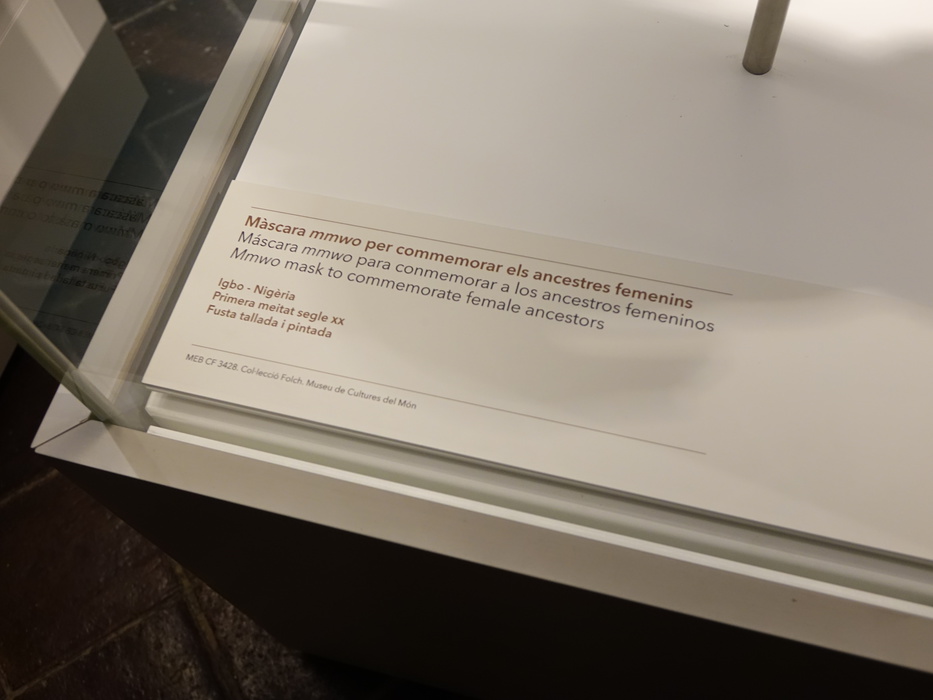 Màscara mmwo per commemorar els ancestres femenins
Máscara mmwo para conmemorar a los ancestros femeninos
Mmwo mask to commemorate female ancestors
Igbo - Nigèria
Primera meitat segle XX
Fusta tallada i pintada
MEB CF 3428. Col·lecció Folch. Museu de Cultures del Món